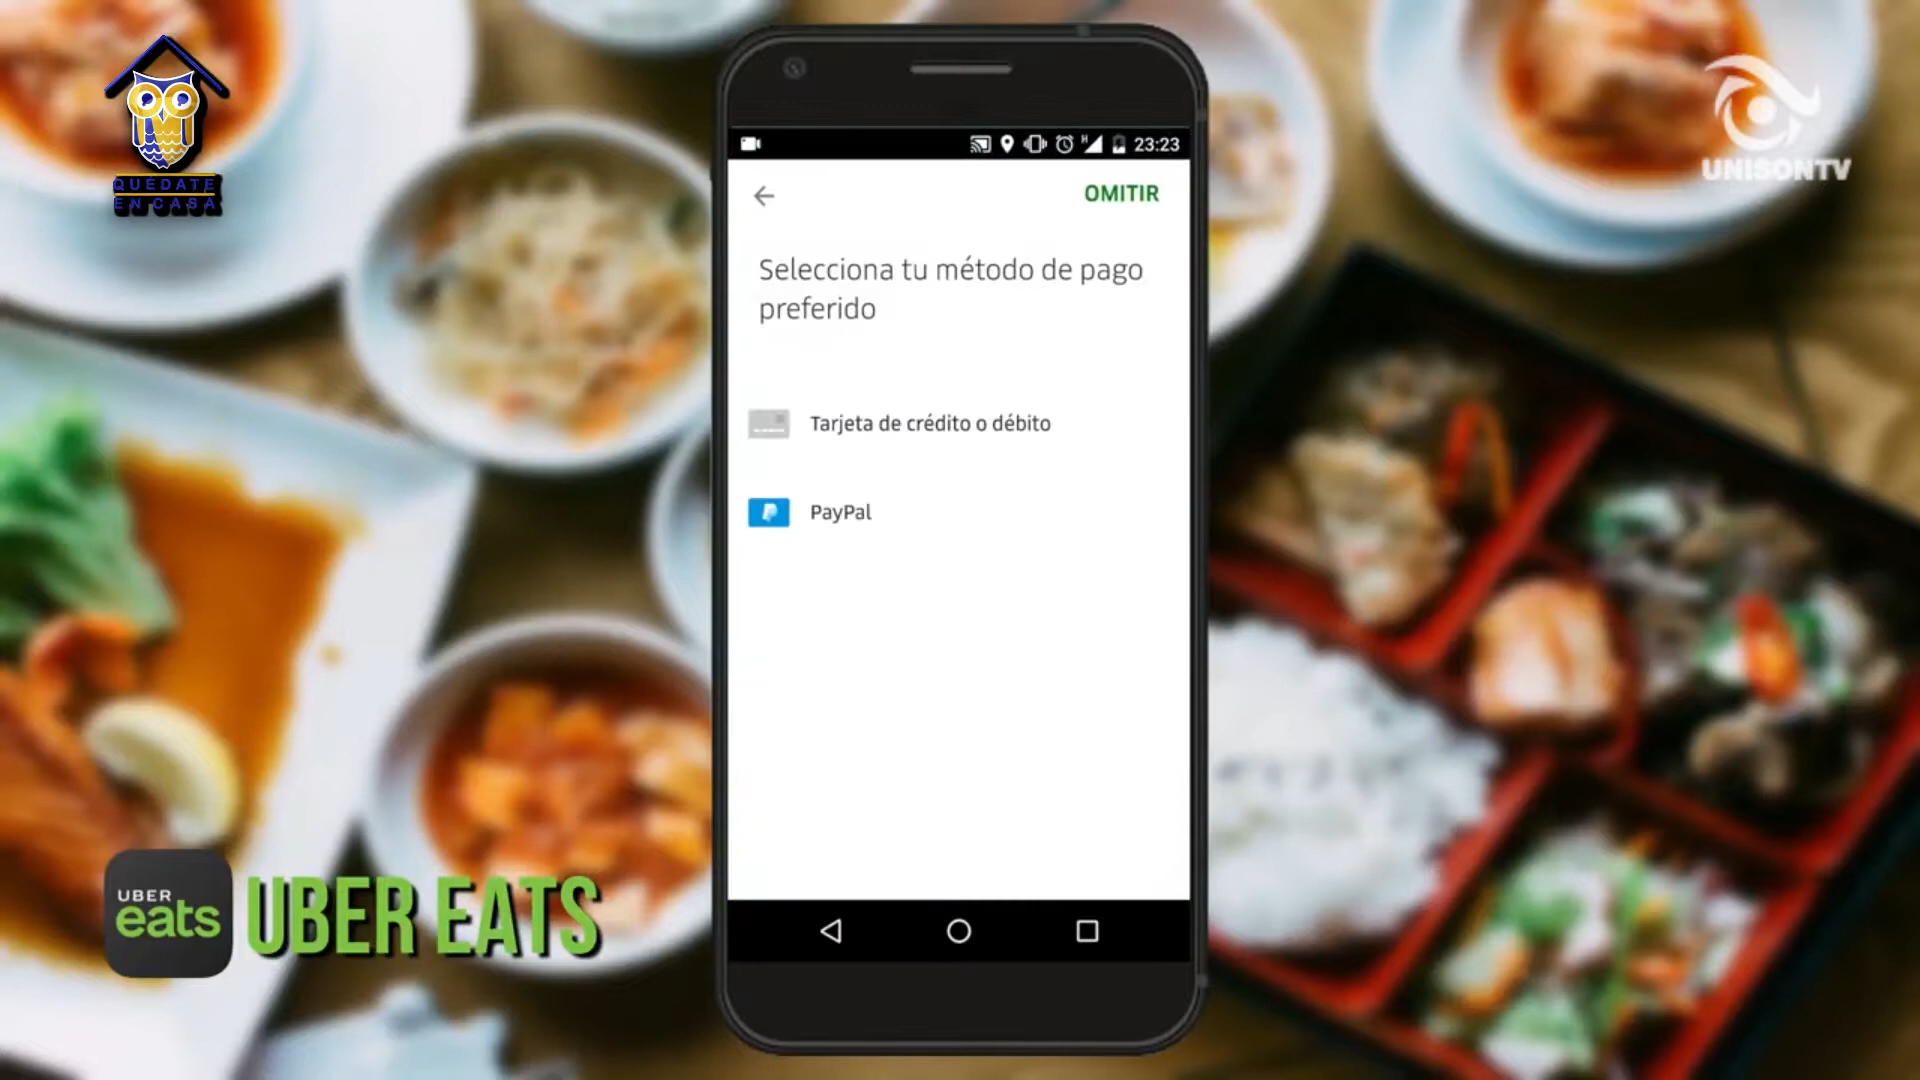 QUÉDATE
EN CASA
UNISONTV
23:23
OMITIR
Selecciona tu método de pago
preferido
Tarjeta de crédito o débito
PayPal
UBER
eats
UBER EATS